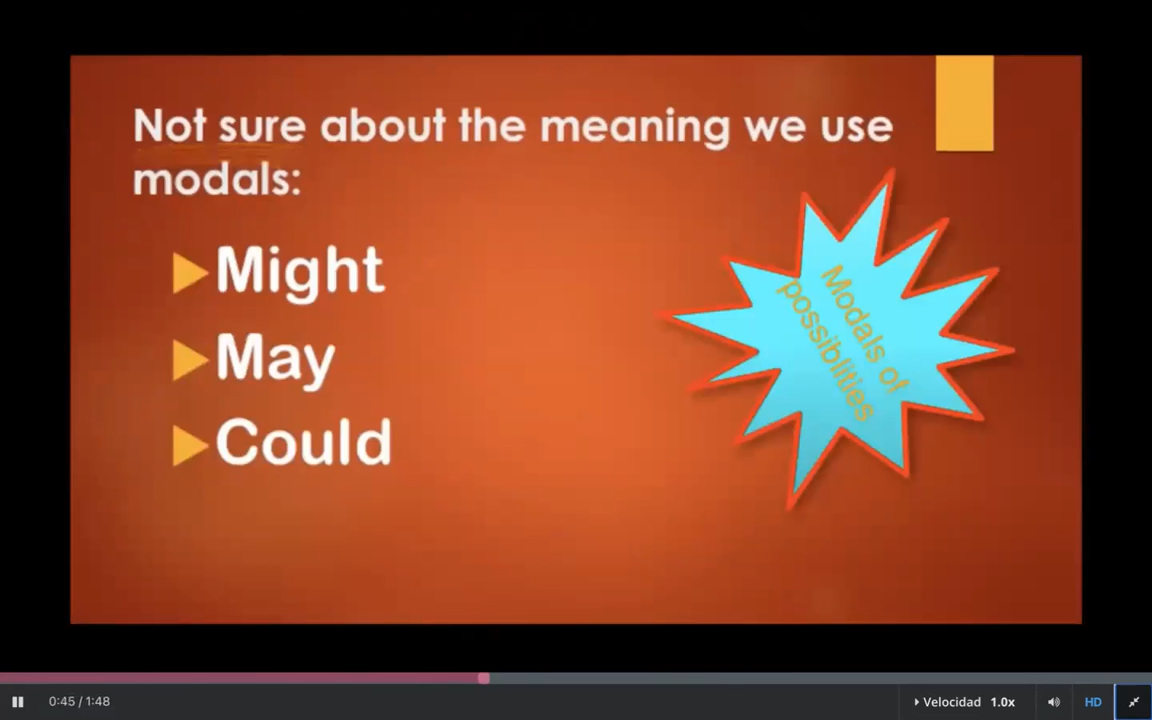 Not sure about the meaning we use
modals:
Might
May
Could
Modals of
possiblities
0:45 / 1:48
Velocidad 1.0x
HD